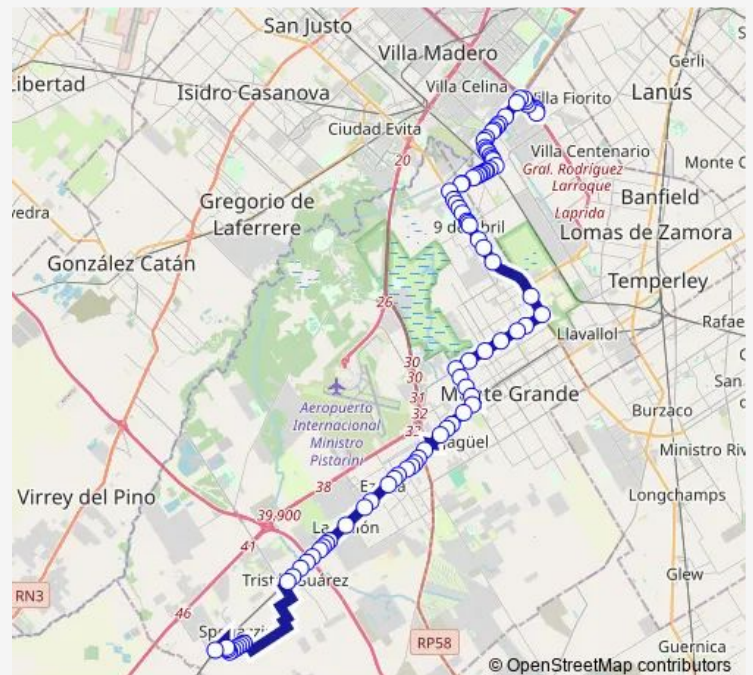 San Justo
Villa Madero
Gerli
Libertad
Villa Celina
Villa Fiorito
Lanús
Isidro Casanova
Ciudad Evita
20
Villa Centenario
Monte C
Gral. Rodríguez
Larroque
Banfield
Gregorio de
Laferrere
Laprida
vedra
Lomas de Zamora
González Catán
Temperley
26
Rafae
Llavallol
30
30
San
31
Monte Grande
32
Burzaco
Aeropuerto
Internacional
Ministro
Pistarini
Ministro Riv
38
Virrey del Pino
Longchamps
39,900
41
Glew
RN3
46
RP58
Guernica
© OpenStreetMap contributors